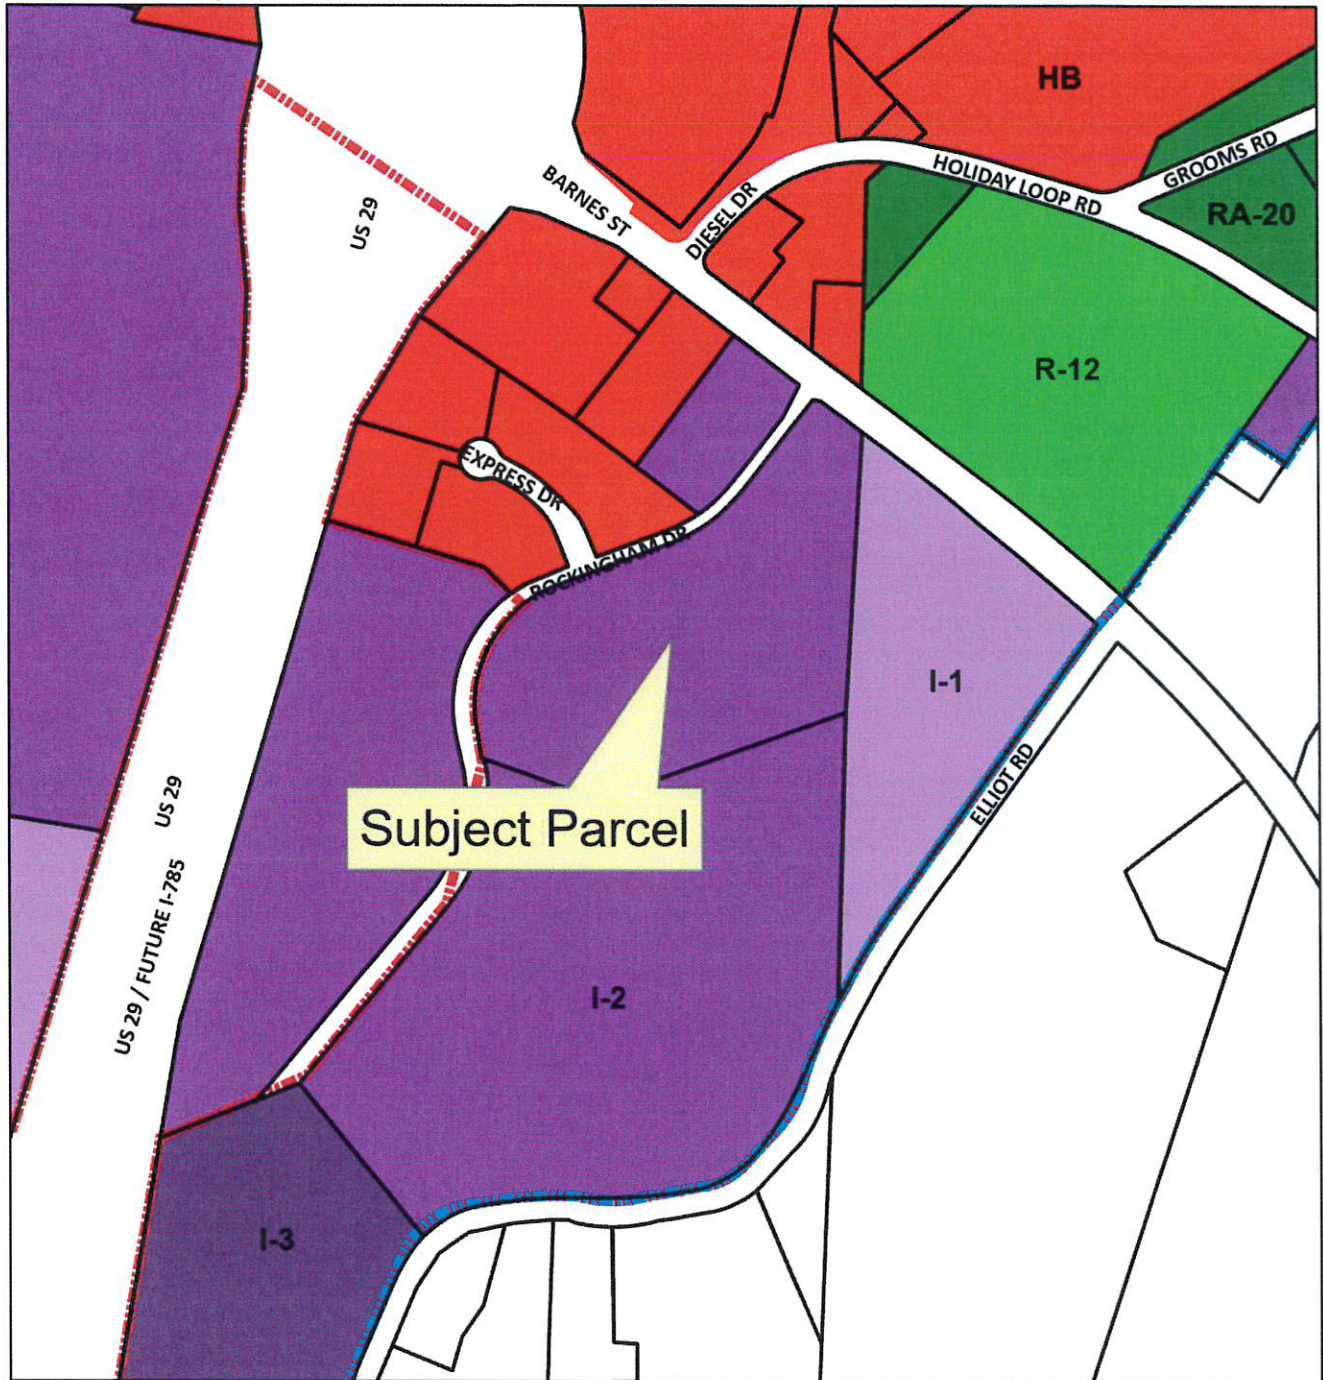 HB
GROOMS RD
HOLIDAY LOOP RD
BARNES ST
DIESEL DR
RA-20
US 29
R-12
EXPRESS DR
ROCKINGHAM DR
I-1
US 29
ELLIOT RD
Subject Parcel
US 29 / FUTURE I-785
I-2
I-3